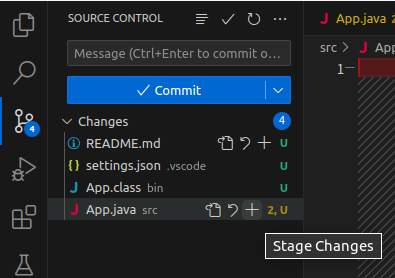 SOURCE CONTROL
App.java 2, U
Message (Ctrl+Enter to commit o...
src > App
1
Commit
Changes 4
4
README.md U
settings.json .vscode U
App.class bin U
App.java src 2, U
Stage Changes